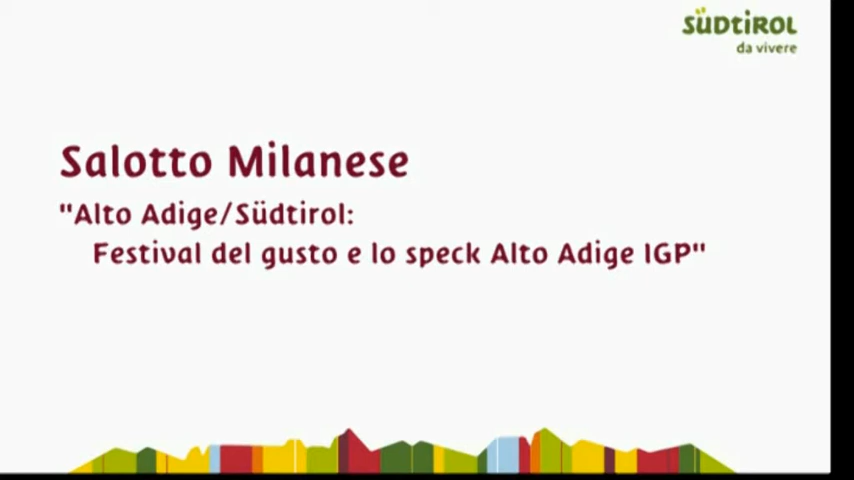 SÜDTIROL
da vivere
Salotto Milanese
"Alto Adige/Südtirol:
Festival del gusto e lo speck Alto Adige IGP"